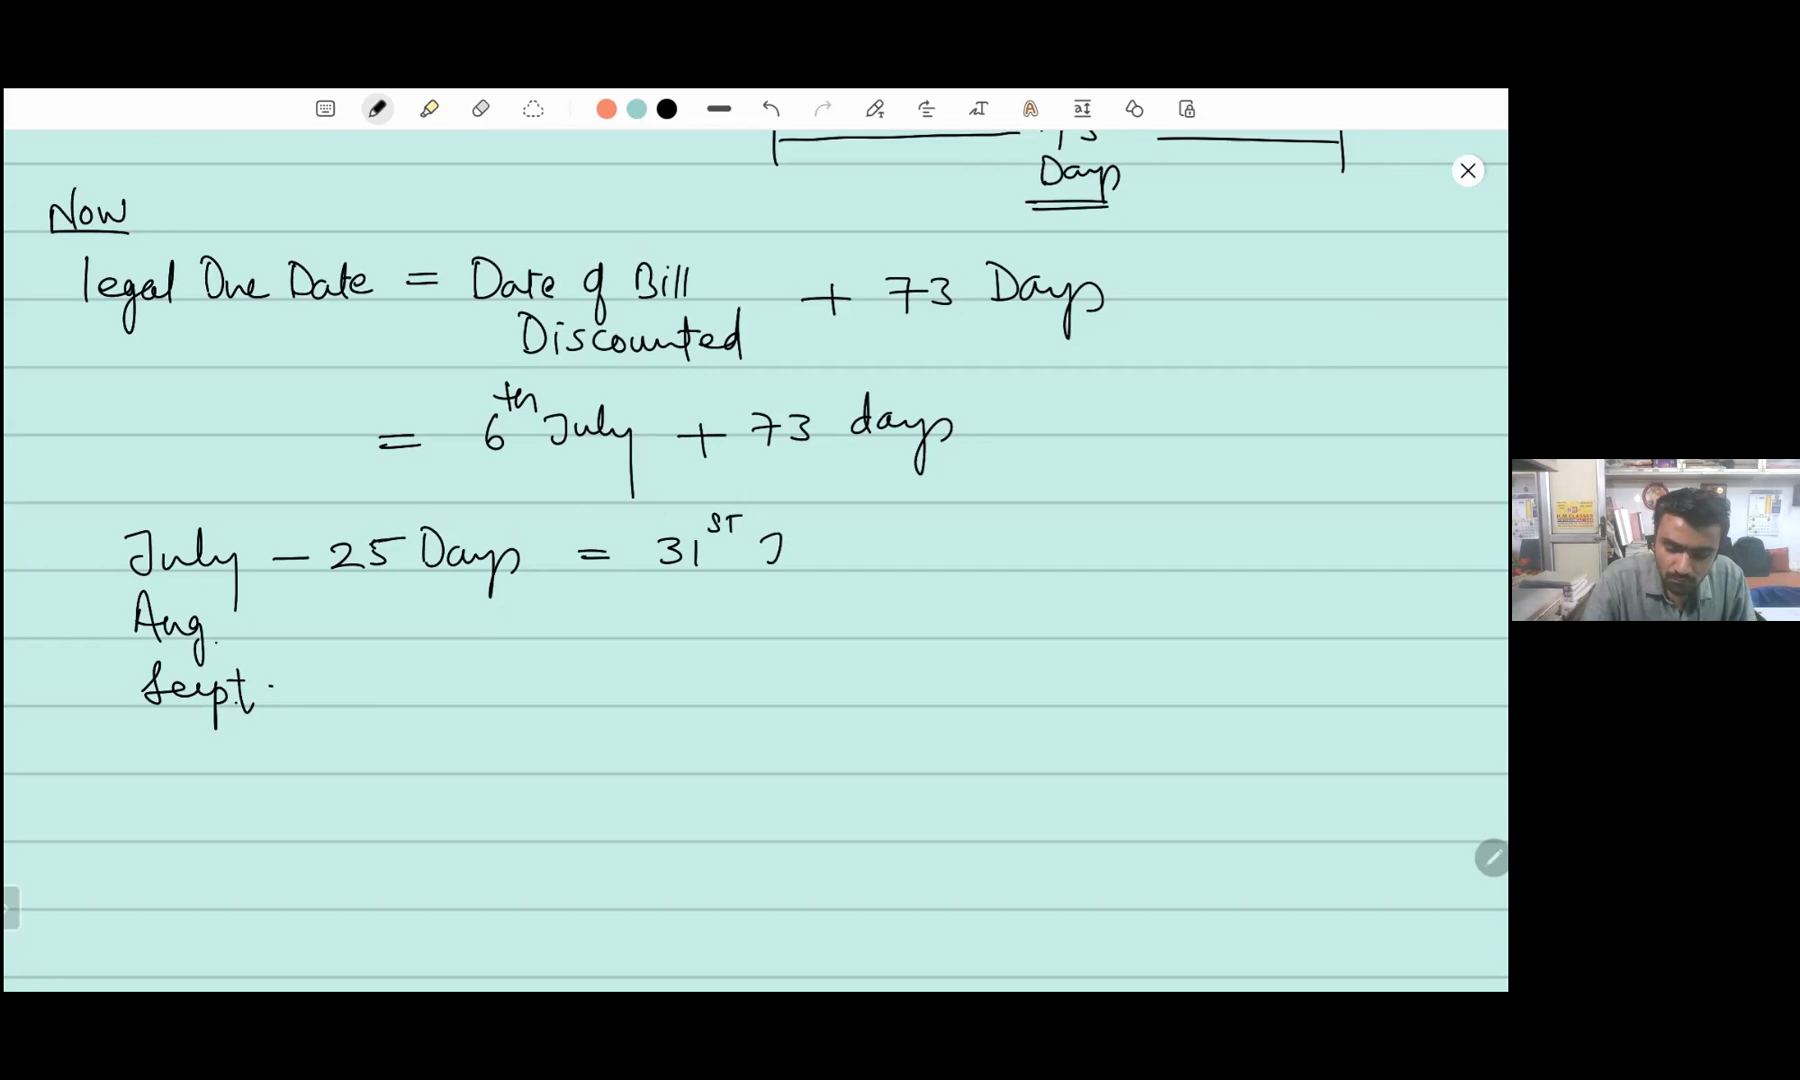 Days
Now
legal Due Date = Date of Bill Discounted + 73 Days
= 6th July + 73 days
July - 25 Days = 31ST J
Aug.
Sept.